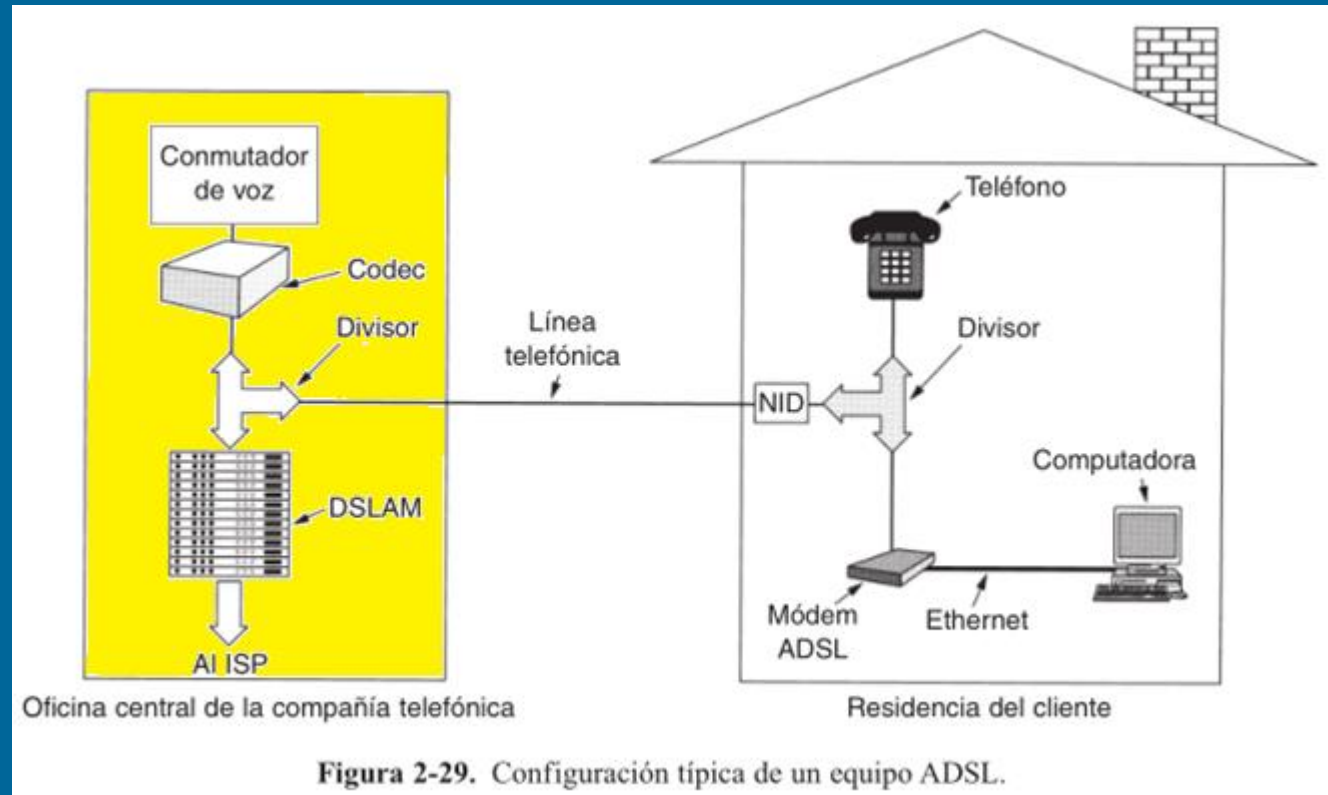 Conmutador
de voz
Codec
Divisor
DSLAM
Al ISP
Oficina central de la compañía telefónica
Línea
telefónica
Teléfono
Divisor
NID
Computadora
Módem
ADSL
Ethernet
Residencia del cliente
Figura 2-29. Configuración típica de un equipo ADSL.